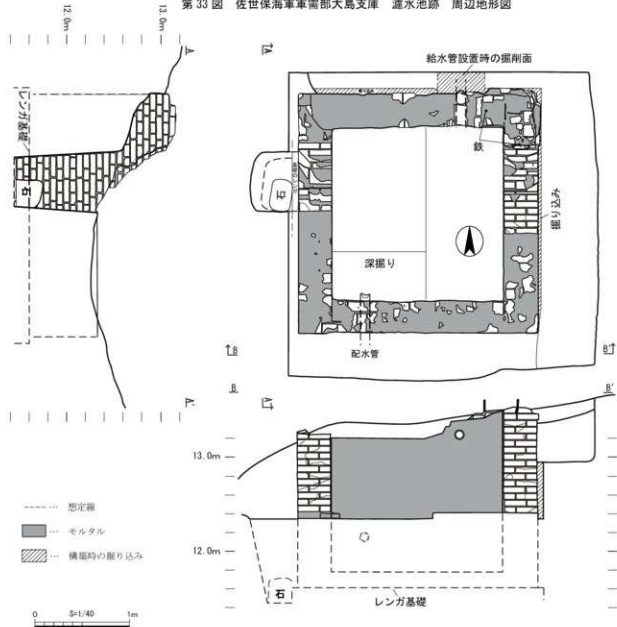 第33図 佐世保海軍軍需部大島支庫 濾水池跡 周辺地形図
12.0m
13.0m
A
A
給水管設置時の掘削面
レンガ基礎
石
鉄
石
掘り込み
深掘り
配水管
B
B'
B
B'
A'
A'
13.0m
12.0m
石
レンガ基礎
---- … 想定線
… モルタル
… 構築時の掘り込み
0 S=1/40 1m